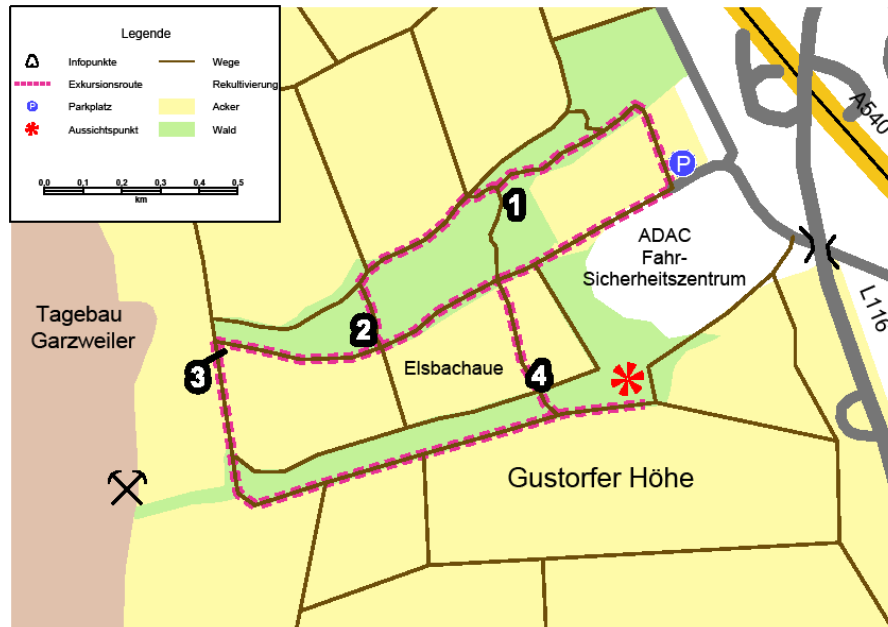 Legende
Infopunkte
Wege
Exkursionsroute
Rekultivierung
P
Parkplatz
Acker
Aussichtspunkt
Wald
0,0 0,1 0,2 0,3 0,4 0,5
km
A540
P
1
ADAC
Fahr-
Sicherheitszentrum
L116
Tagebau
Garzweiler
2
3
Elsbachaue
4
Gustorfer Höhe